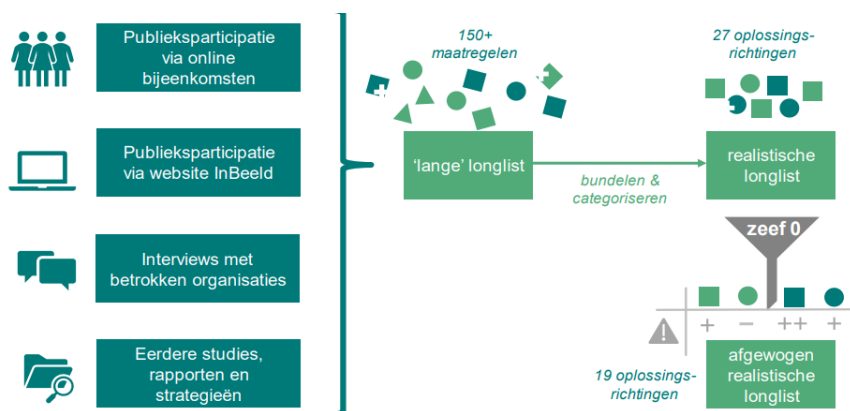 Publieksparticipatie
via online
bijeenkomsten
Publieksparticipatie
via website InBeeld
Interviews met
betrokken organisaties
Eerdere studies,
rapporten en
strategieën
150+
maatregelen
'lange' longlist
bundelen &
categoriseren
27 oplossings-
richtingen
realistische
longlist
zeef 0
+ − ++ +
19 oplossings-
richtingen
afgewogen
realistische
longlist